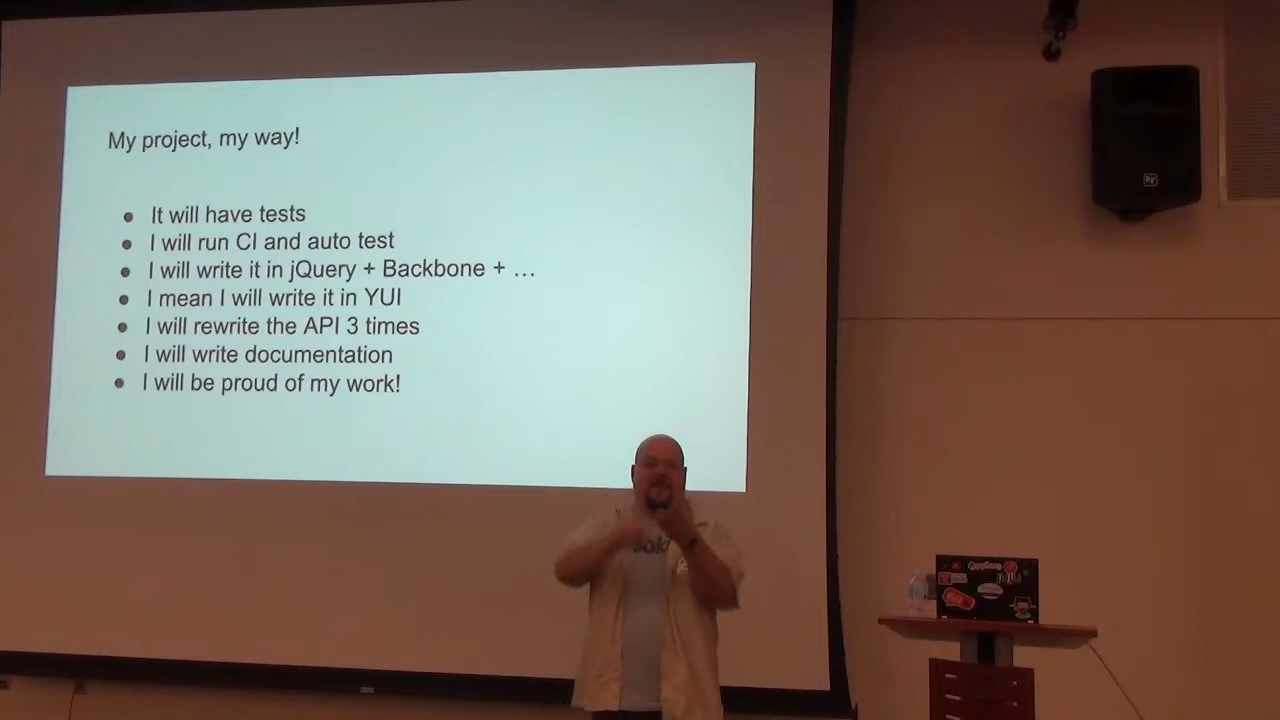 My project, my way!
● It will have tests
● I will run CI and auto test
● I will write it in jQuery + Backbone + …
● I mean I will write it in YUI
● I will rewrite the API 3 times
● I will write documentation
● I will be proud of my work!
EV